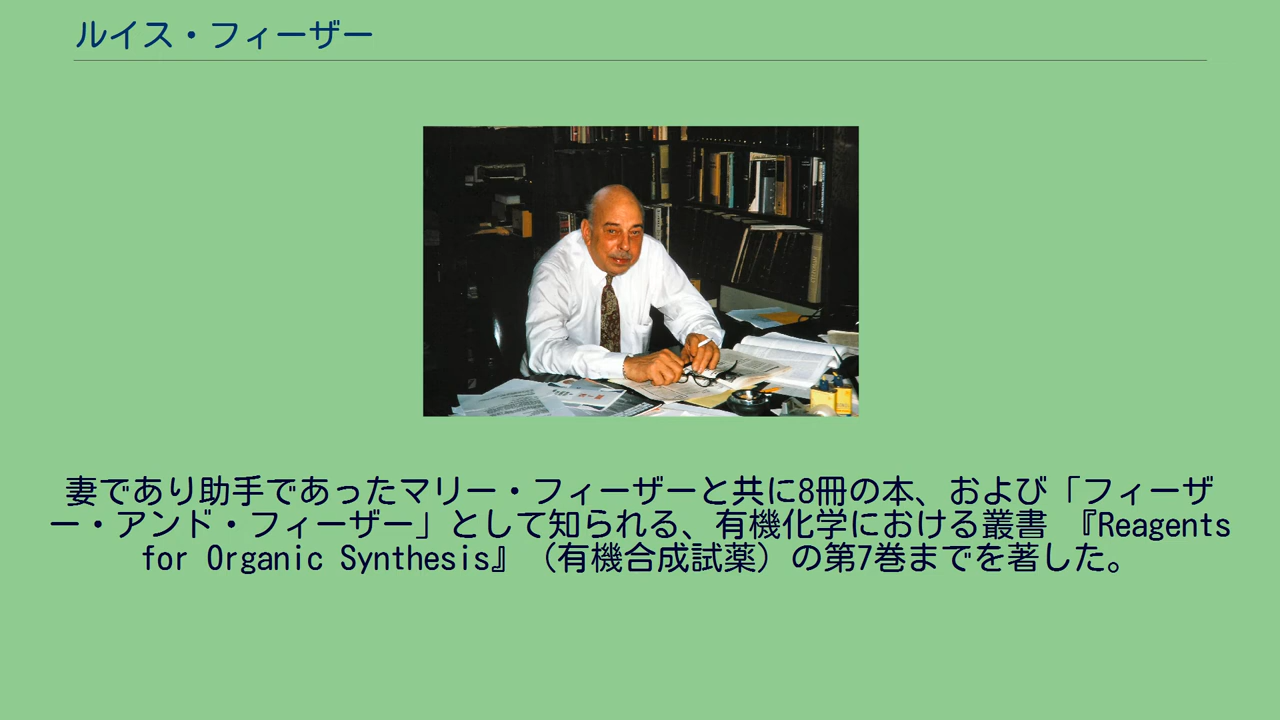 ルイス・フィーザー
妻であり助手であったマリー・フィーザーと共に8冊の本、および「フィーザ
ー・アンド・フィーザー」として知られる、有機化学における叢書 『Reagents
for Organic Synthesis』（有機合成試薬）の第7巻までを著した。